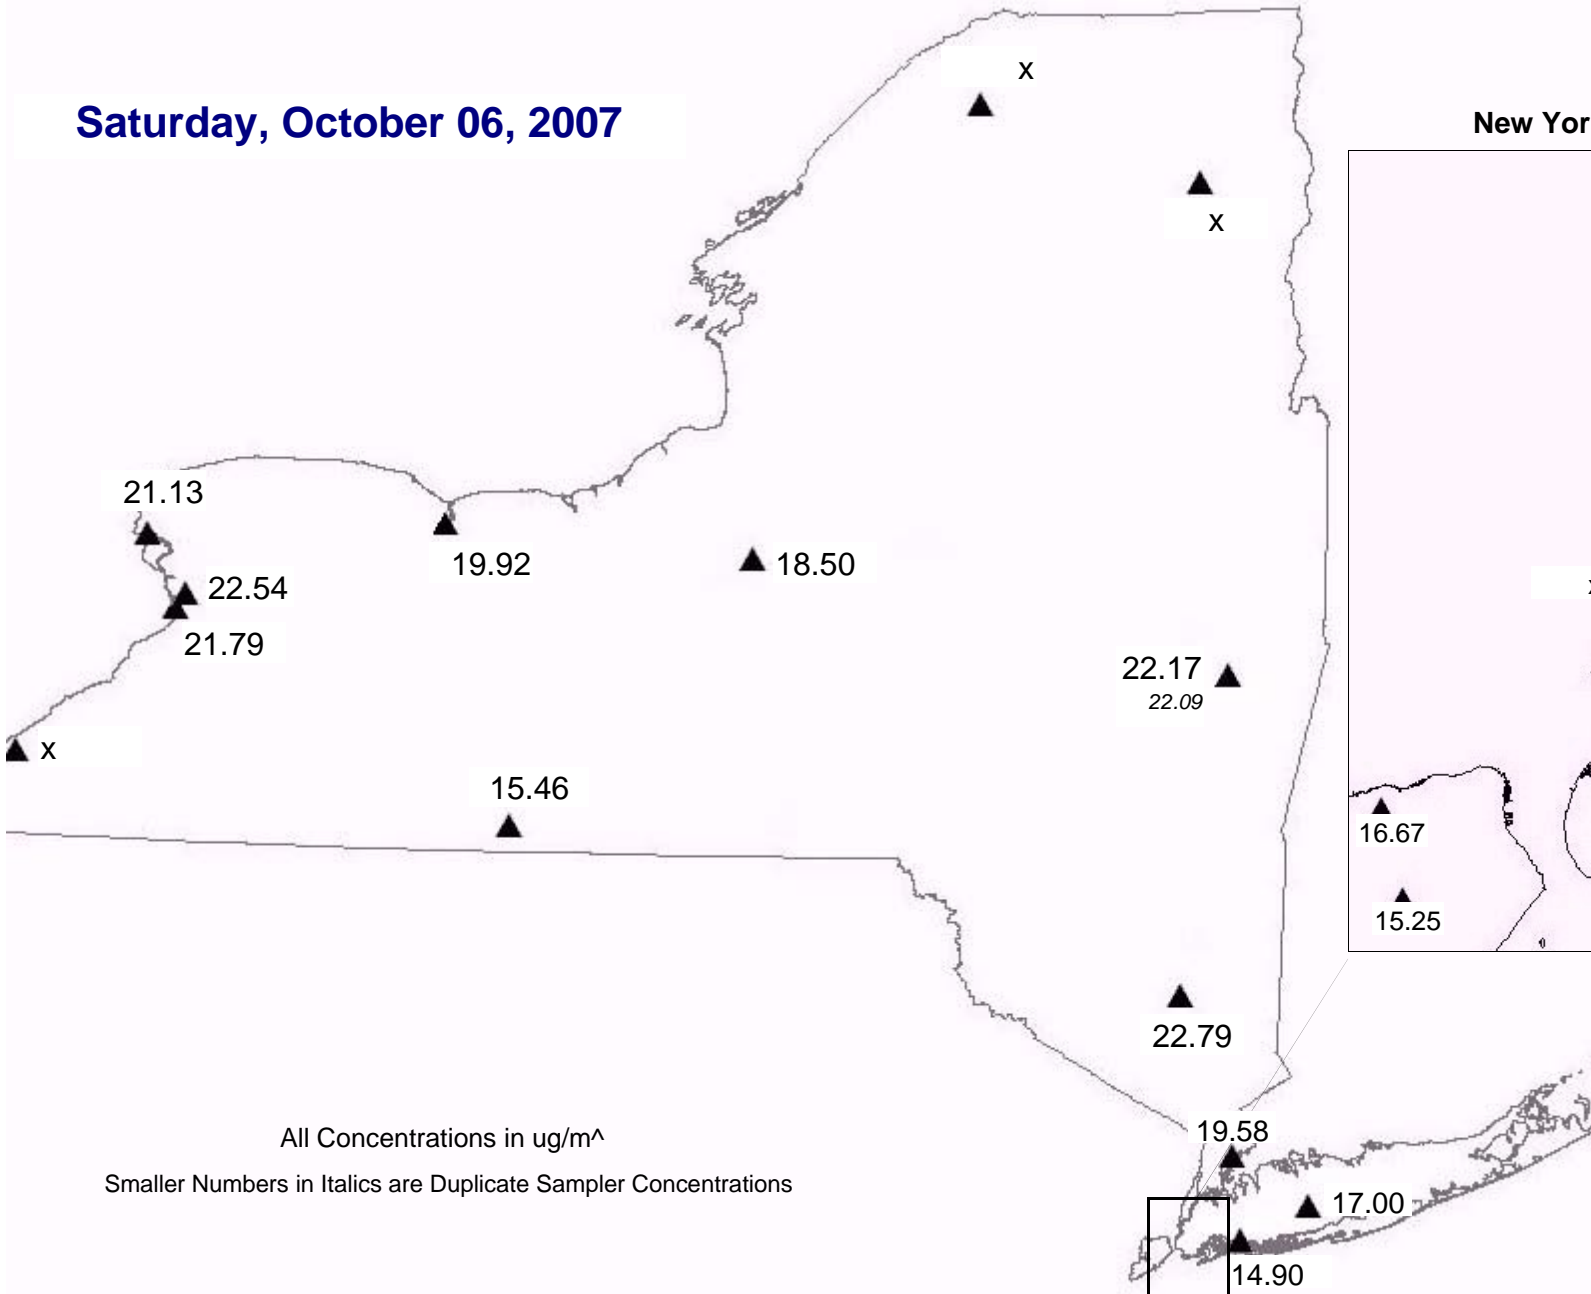 x
Saturday, October 06, 2007
New Yor
x
21.13
19.92
18.50
22.54
21.79
22.17
22.09
x
15.46
16.67
15.25
22.79
19.58
All Concentrations in ug/m^
Smaller Numbers in Italics are Duplicate Sampler Concentrations
17.00
14.90